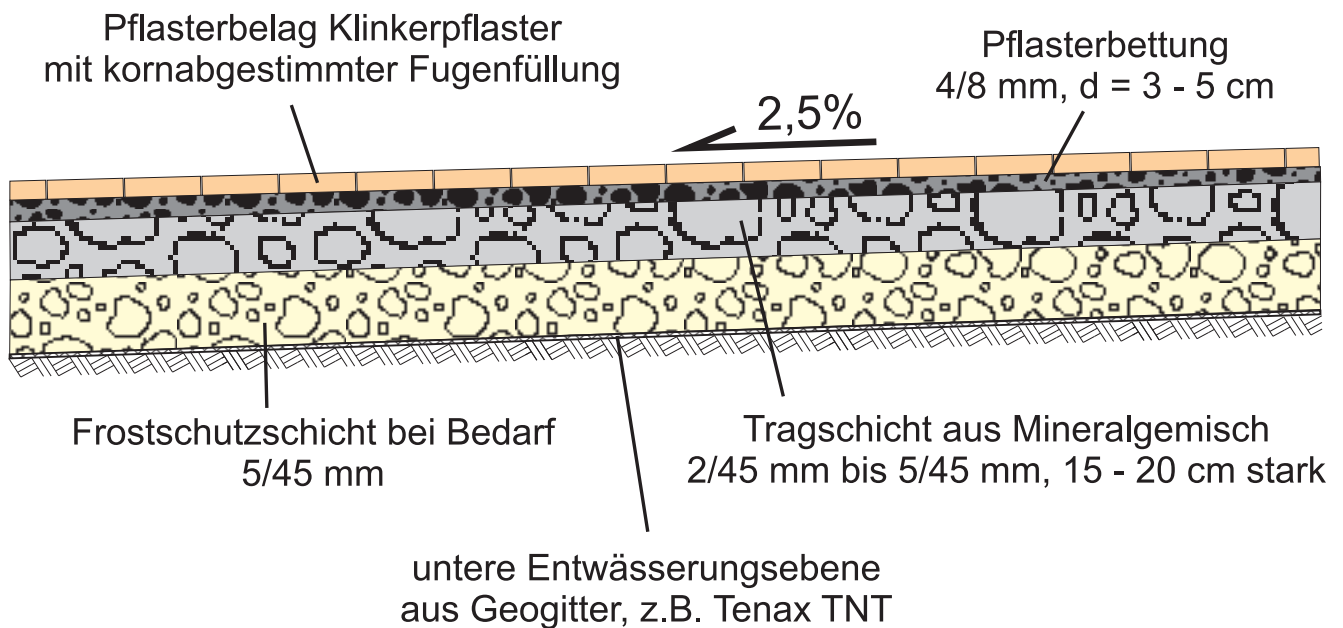 Pflasterbelag Klinkerpflaster
mit kornabgestimmter Fugenfüllung
Pflasterbettung
4/8 mm, d = 3 - 5 cm
2,5%
Frostschutzschicht bei Bedarf
5/45 mm
Tragschicht aus Mineralgemisch
2/45 mm bis 5/45 mm, 15 - 20 cm stark
untere Entwässerungsebene
aus Geogitter, z.B. Tenax TNT